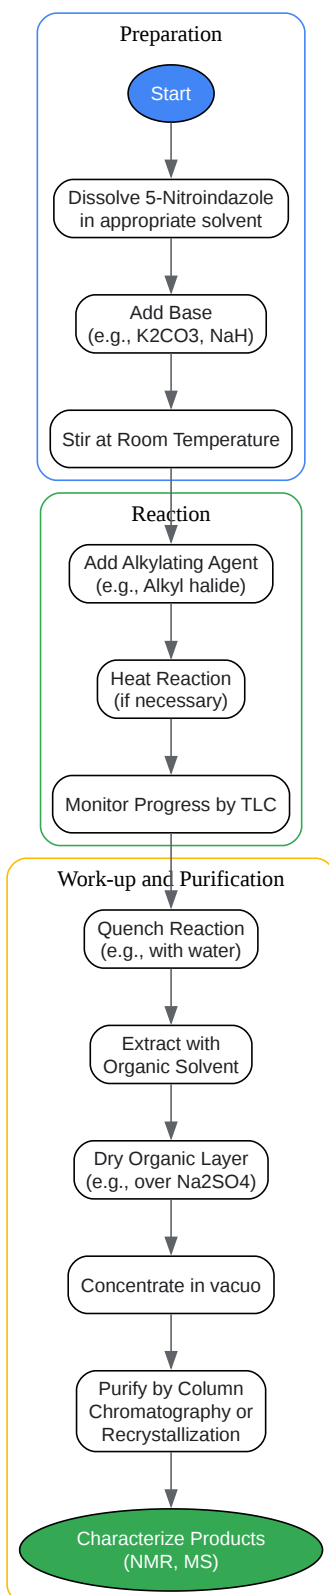 Preparation
Start
Dissolve 5-Nitroindazole
in appropriate solvent
Add Base
(e.g., K2CO3, NaH)
Stir at Room Temperature
Reaction
Add Alkylating Agent
(e.g., Alkyl halide)
Heat Reaction
(if necessary)
Monitor Progress by TLC
Work-up and Purification
Quench Reaction
(e.g., with water)
Extract with
Organic Solvent
Dry Organic Layer
(e.g., over Na2SO4)
Concentrate in vacuo
Purify by Column
Chromatography or
Recrystallization
Characterize Products
(NMR, MS)